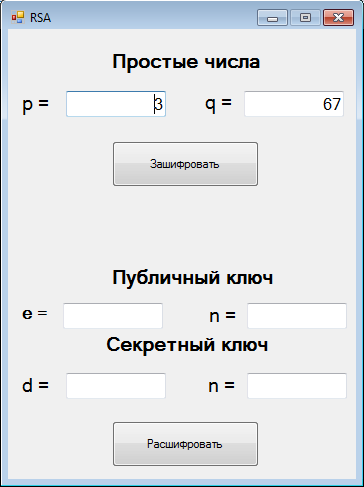 RSA
Простые числа
p = 3 q = 67
Зашифровать
Публичный ключ
e = n =
Секретный ключ
d = n =
Расшифровать